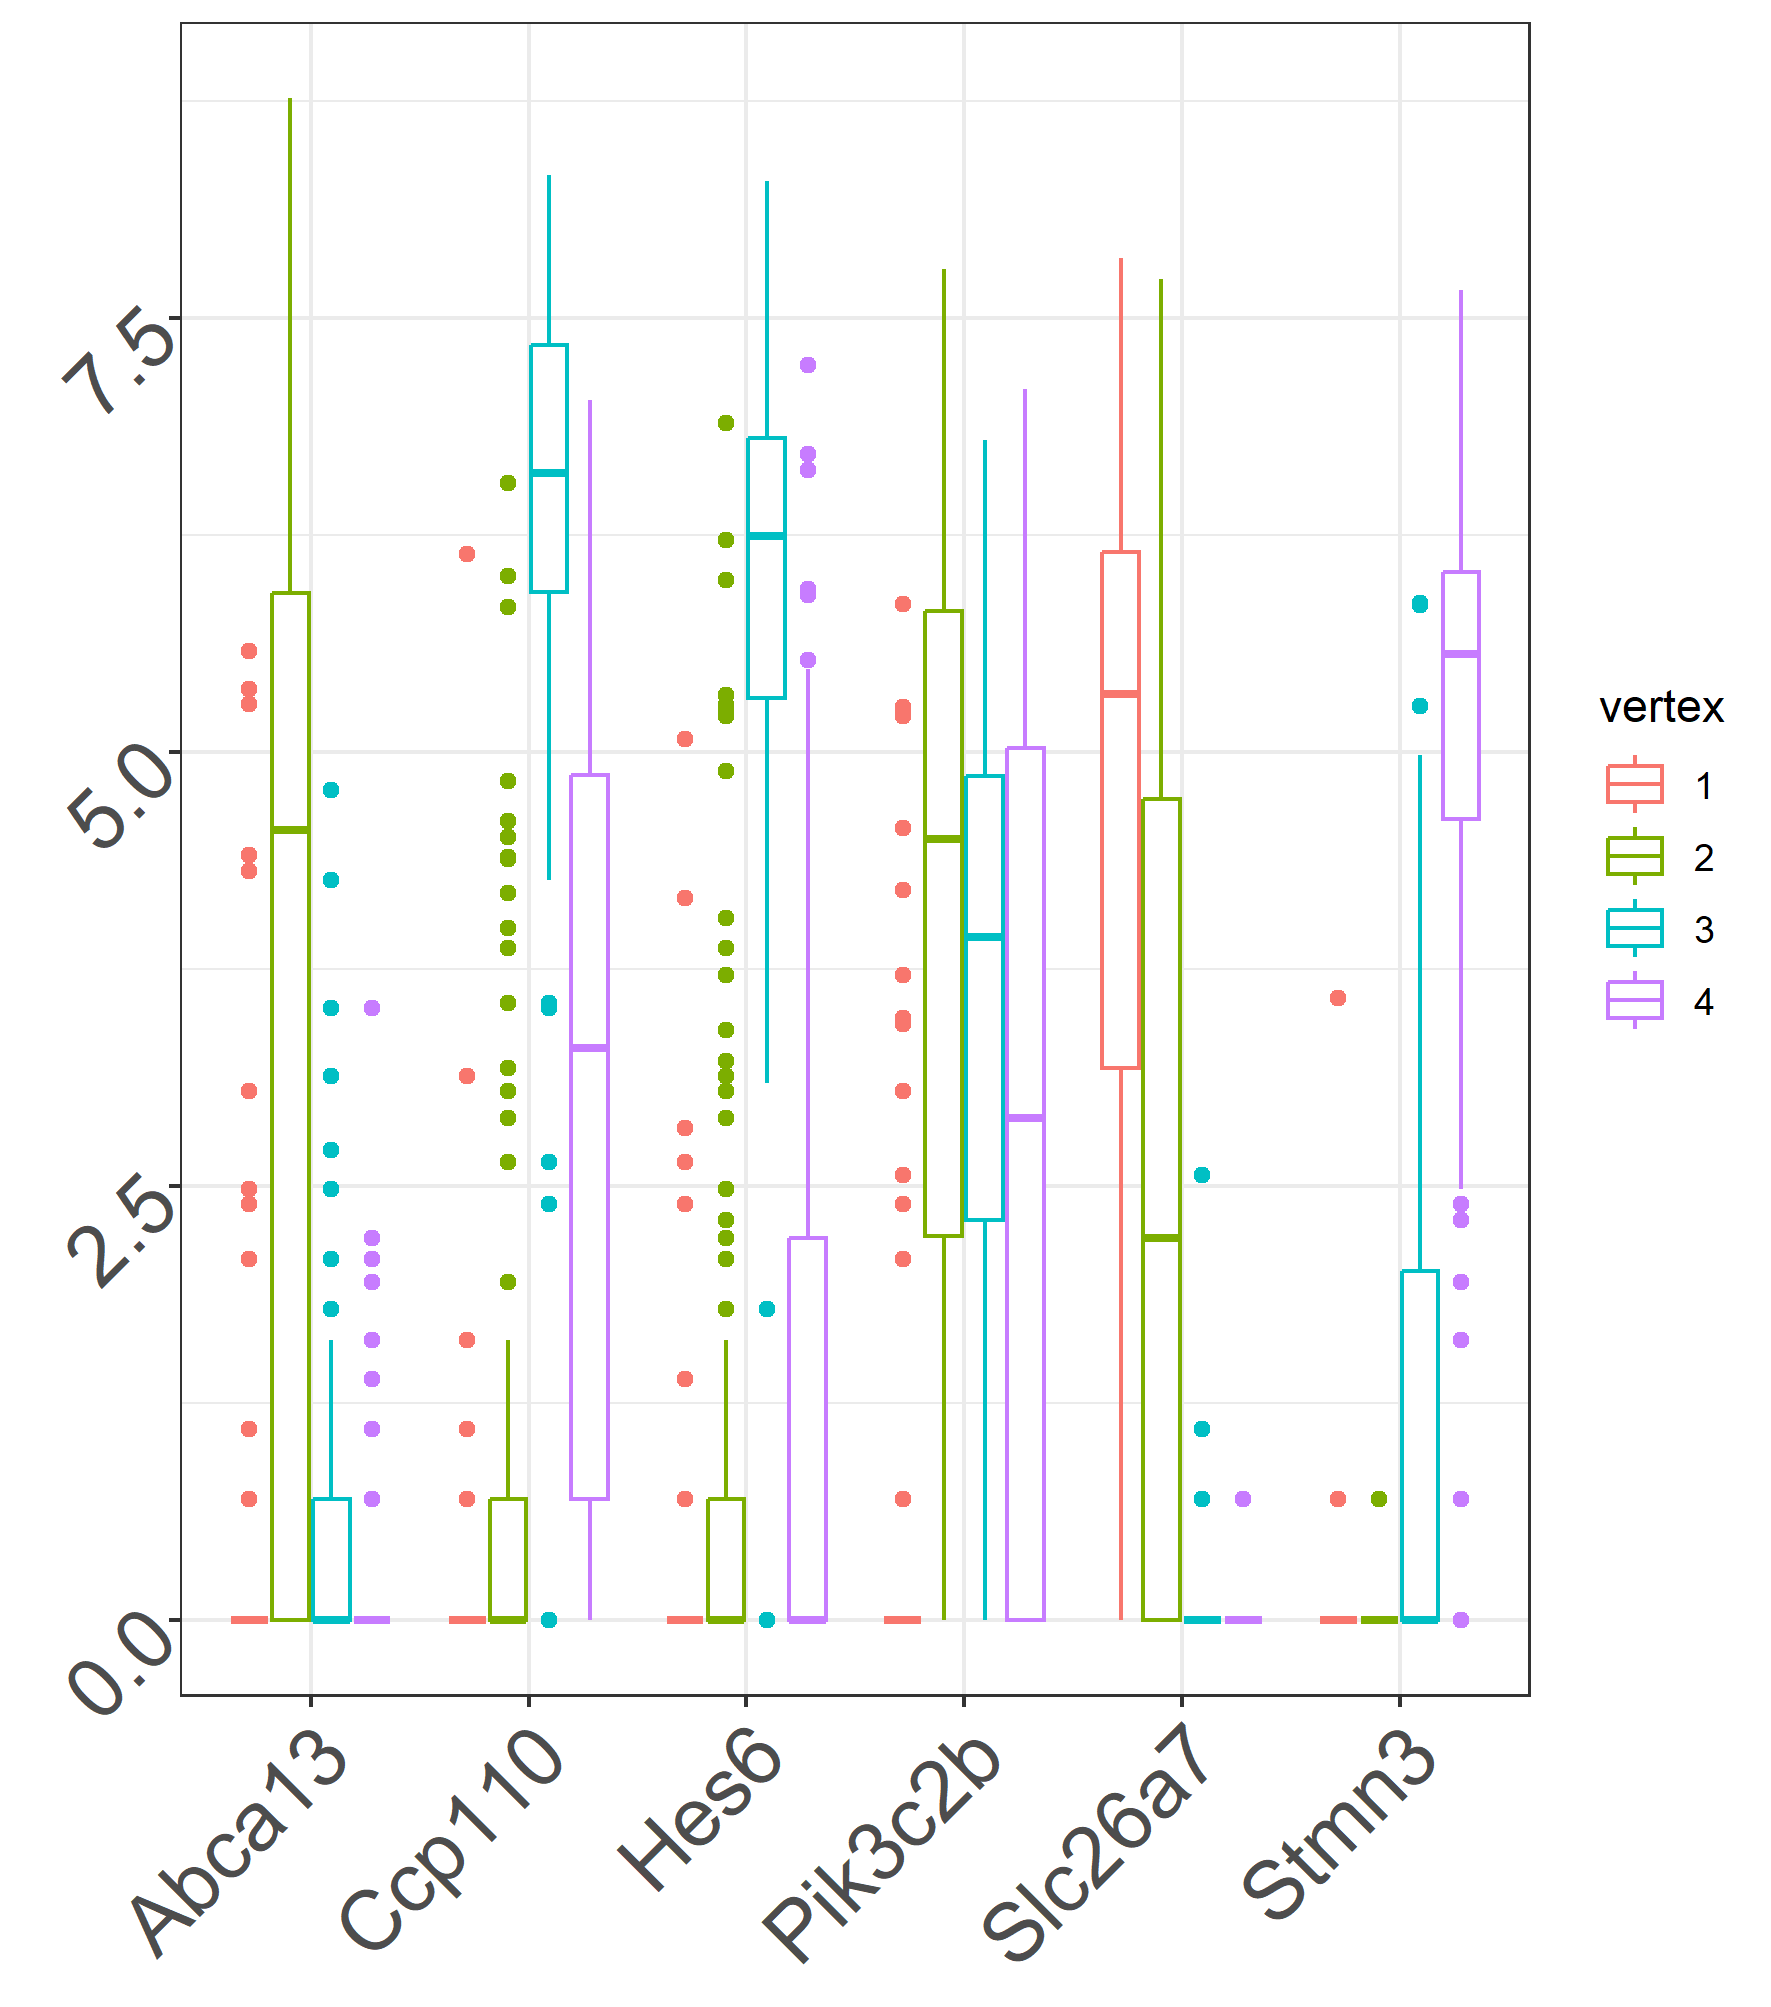 7.5
5.0
2.5
0.0
Abca13
Ccp110
Hes6
Pik3c2b
Slc26a7
Stmn3
vertex
1
2
3
4